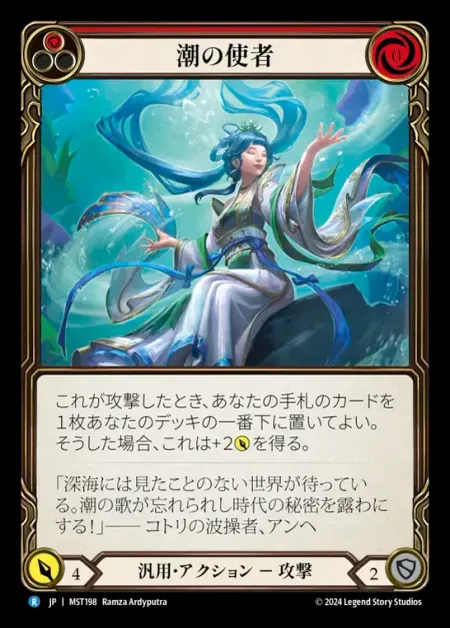 潮の使者
0
これが攻撃したとき、あなたの手札のカードを
1枚あなたのデッキの一番下に置いてよい。
そうした場合、これは+2を得る。
「深海には見たことのない世界が待ってい
る。潮の歌が忘れられし時代の秘密を露わに
する!」── コトリの波操者、アンヘ
4
汎用・アクション － 攻撃
2
R JP | MST198 Ramza Ardyputra
© 2024 Legend Story Studios